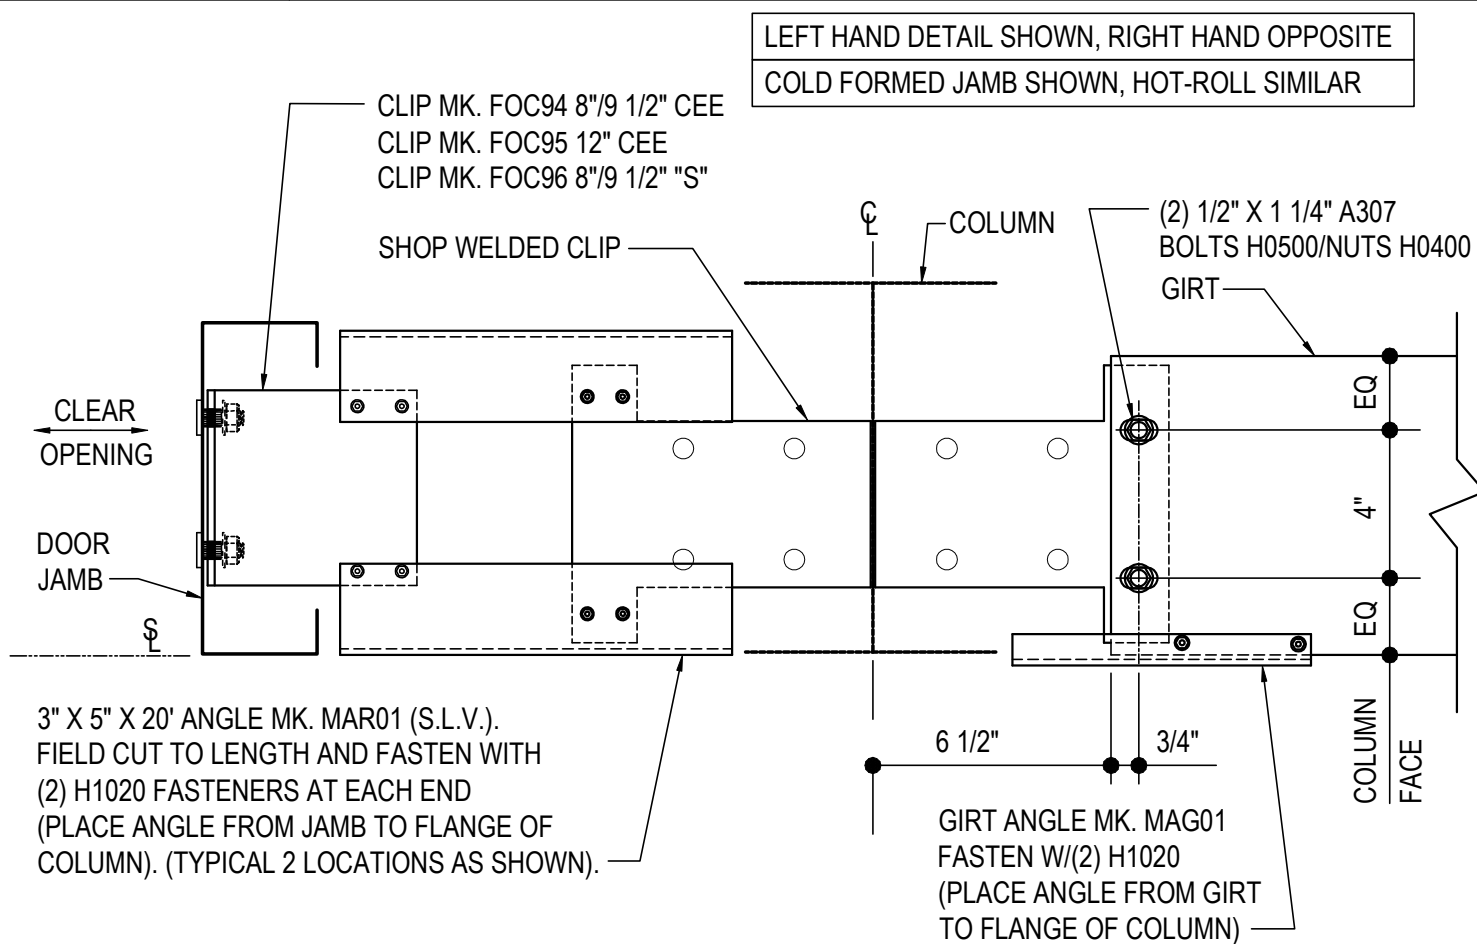 LEFT HAND DETAIL SHOWN, RIGHT HAND OPPOSITE
COLD FORMED JAMB SHOWN, HOT-ROLL SIMILAR
CLIP MK. FOC94 8"/9 1/2" CEE
CLIP MK. FOC95 12" CEE
CLIP MK. FOC96 8"/9 1/2" "S"
SHOP WELDED CLIP
℄
COLUMN
(2) 1/2" X 1 1/4" A307
BOLTS H0500/NUTS H0400
GIRT
CLEAR
OPENING
DOOR
JAMB
SL
EQ
4"
EQ
COLUMN
FACE
6 1/2"
3/4"
3" X 5" X 20' ANGLE MK. MAR01 (S.L.V.).
FIELD CUT TO LENGTH AND FASTEN WITH
(2) H1020 FASTENERS AT EACH END
(PLACE ANGLE FROM JAMB TO FLANGE OF
COLUMN). (TYPICAL 2 LOCATIONS AS SHOWN).
GIRT ANGLE MK. MAG01
FASTEN W/(2) H1020
(PLACE ANGLE FROM GIRT
TO FLANGE OF COLUMN)